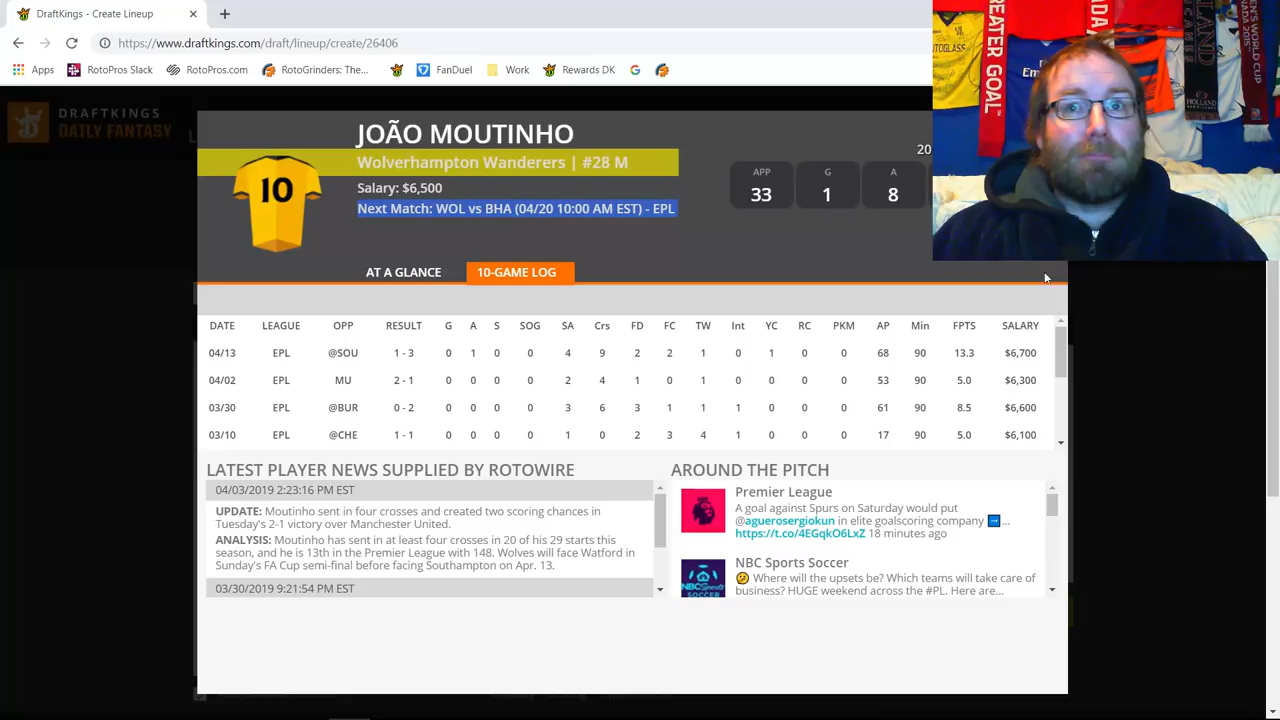 DraftKings - Create Lineup
https://www.draftkings.com/draft/lineup/create/26406
Apps RotoPros Slack RotoPros.com RotoGrinders: The... FanDuel Work Rewards DK
DRAFTKINGS
DAILY FANTASY
JOÃO MOUTINHO
Wolverhampton Wanderers | #28 M
Salary: $6,500
Next Match: WOL vs BHA (04/20 10:00 AM EST) - EPL
10
20
APP G A
33 1 8
AT A GLANCE 10-GAME LOG
DATE LEAGUE OPP RESULT G A S SOG SA Crs FD FC TW Int YC RC PKM AP Min FPTS SALARY
04/13 EPL @SOU 1 - 3 0 1 0 0 4 9 2 2 1 0 1 0 0 68 90 13.3 $6,700
04/02 EPL MU 2 - 1 0 0 0 0 2 4 1 0 1 0 0 0 0 53 90 5.0 $6,300
03/30 EPL @BUR 0 - 2 0 0 0 0 3 6 3 1 1 1 0 0 0 61 90 8.5 $6,600
03/10 EPL @CHE 1 - 1 0 0 0 0 1 0 2 3 4 1 0 0 0 17 90 5.0 $6,100
LATEST PLAYER NEWS SUPPLIED BY ROTOWIRE
04/03/2019 2:23:16 PM EST
UPDATE: Moutinho sent in four crosses and created two scoring chances in
Tuesday's 2-1 victory over Manchester United.
ANALYSIS: Moutinho has sent in at least four crosses in 20 of his 29 starts this
season, and he is 13th in the Premier League with 148. Wolves will face Watford in
Sunday's FA Cup semi-final before facing Southampton on Apr. 13.
03/30/2019 9:21:54 PM EST
AROUND THE PITCH
Premier League
A goal against Spurs on Saturday would put
@aguerosergiokun in elite goalscoring company ➡ ...
https://t.co/4EGqkO6LxZ 18 minutes ago
NBC Sports Soccer
🤔 Where will the upsets be? Which teams will take care of
business? HUGE weekend across the #PL. Here are...
NBC Sports
GREATER GOAL
CANADA 2015
HOLLAND